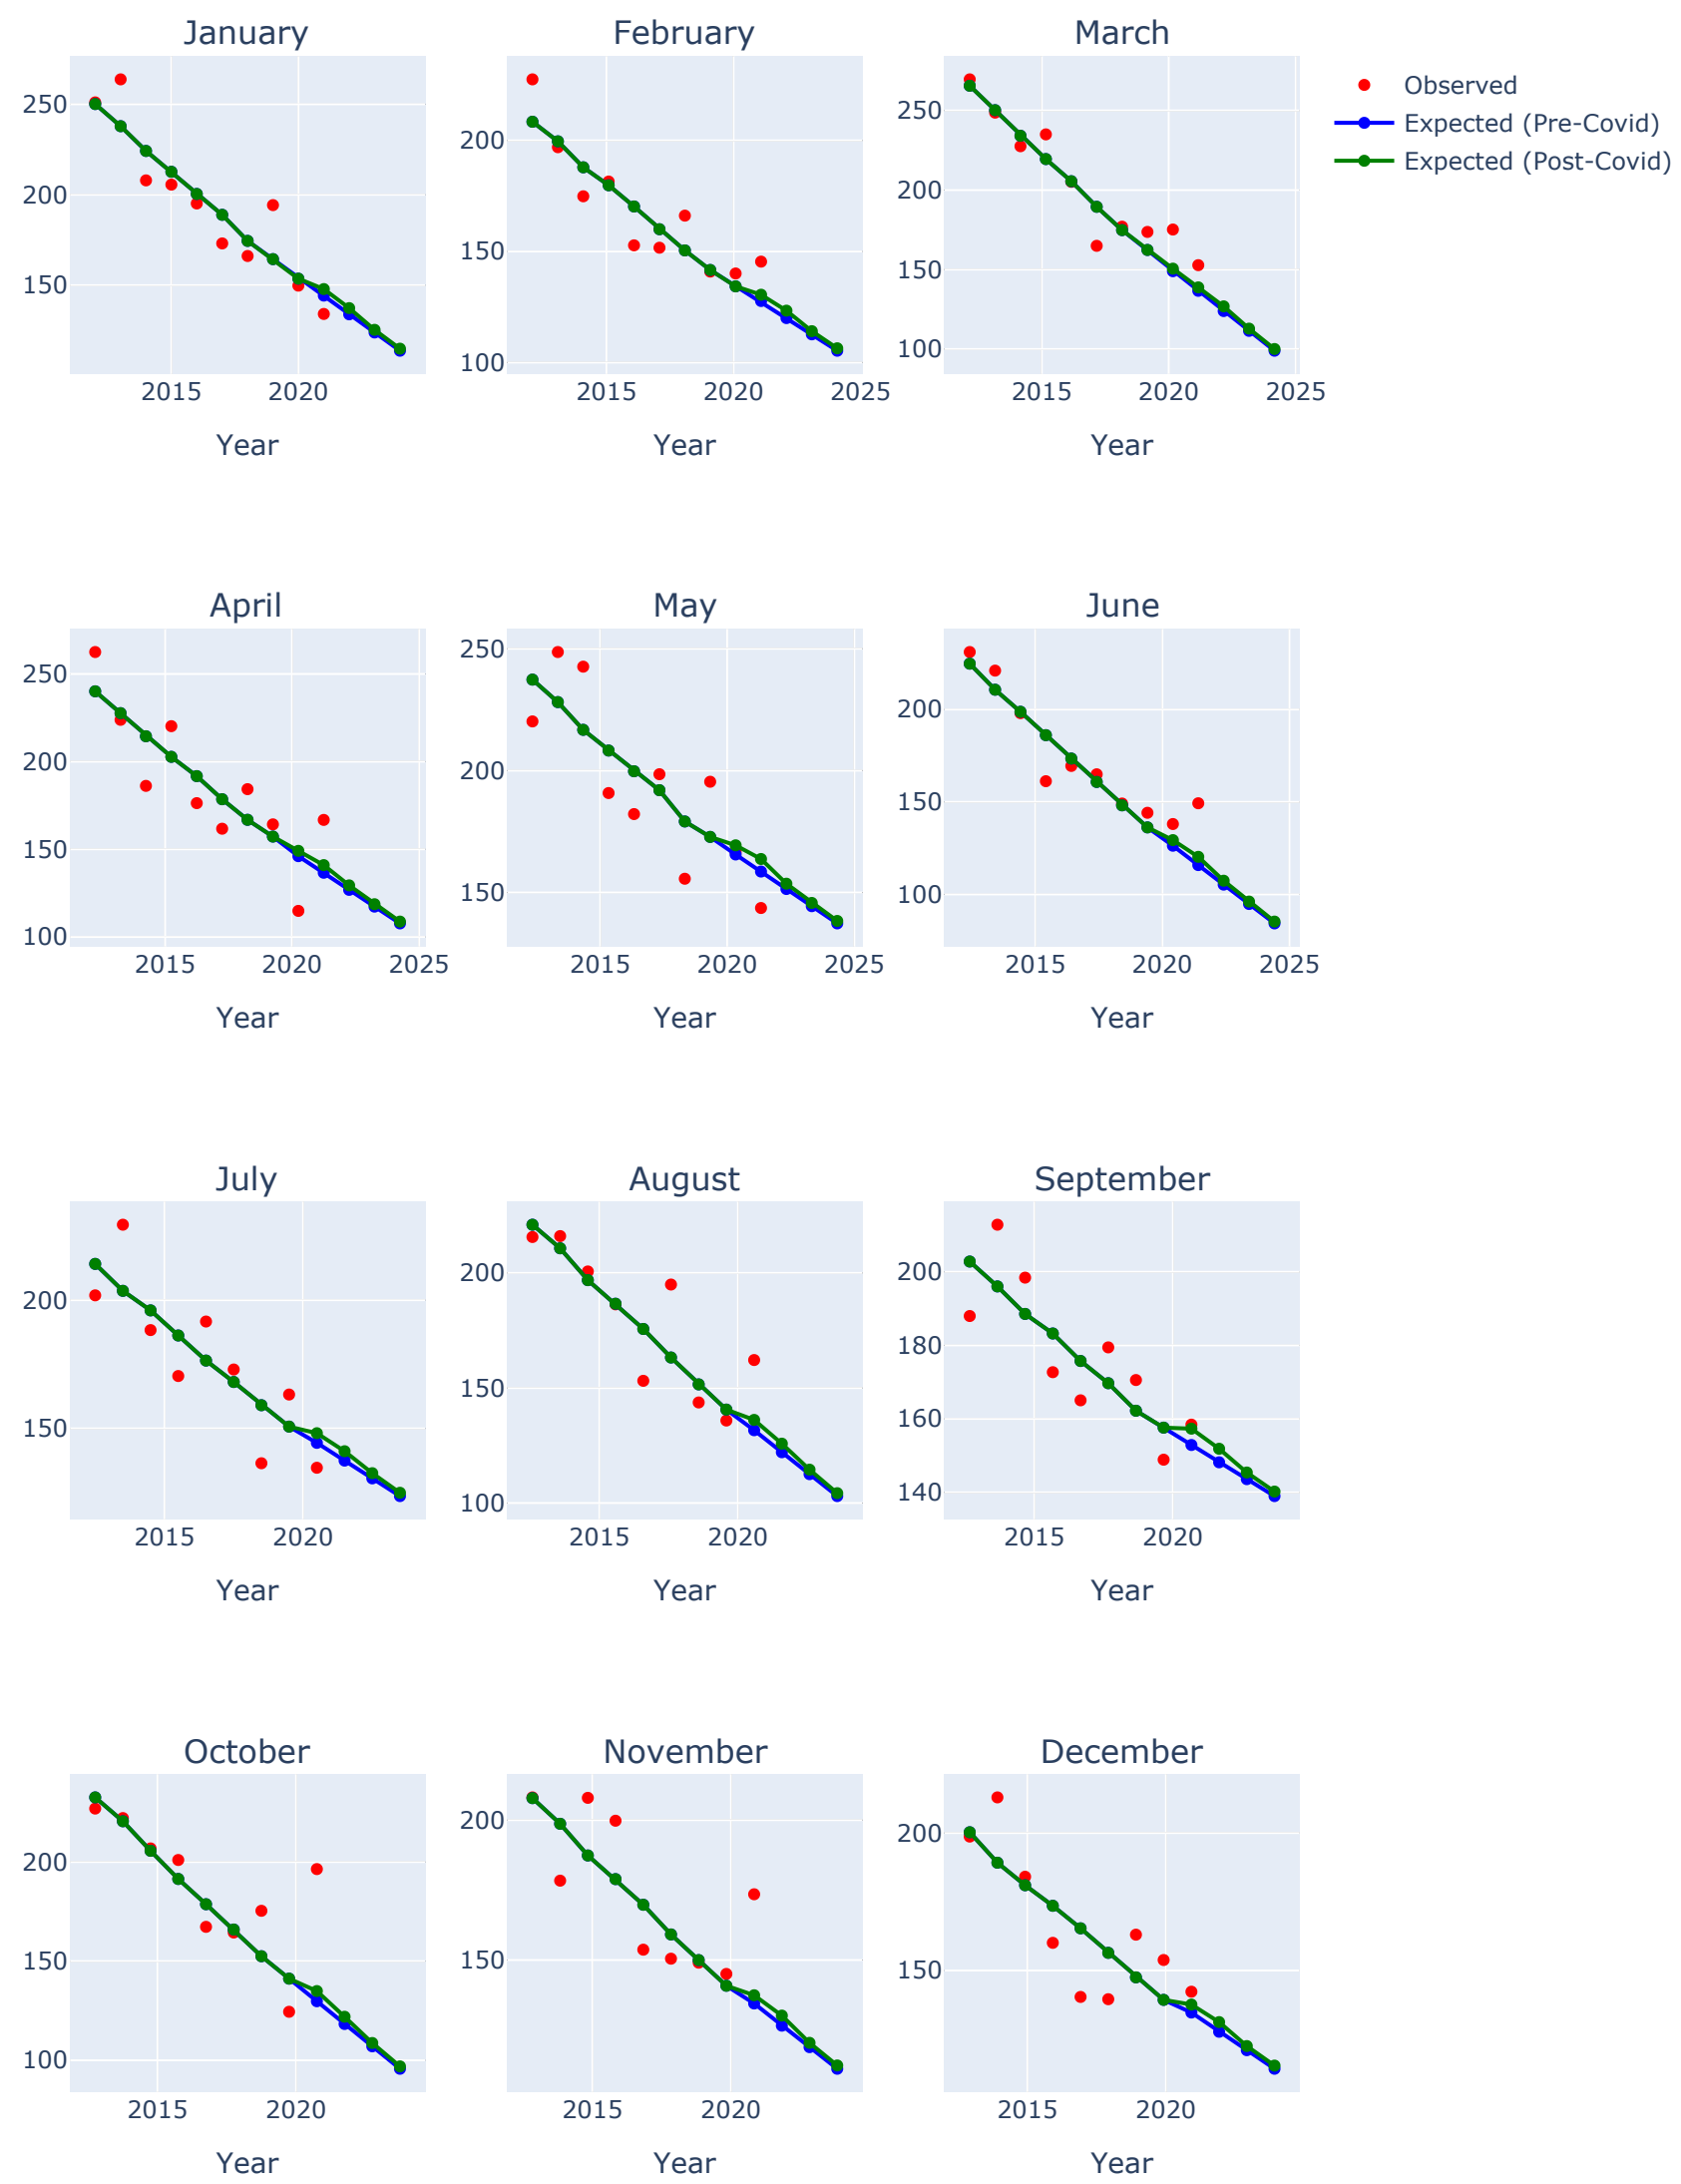 January
February
March
Observed
Expected (Pre-Covid)
Expected (Post-Covid)
250
200
150
2015
2020
Year
200
150
100
2015
2020
2025
Year
250
200
150
100
2015
2020
2025
Year
April
May
June
250
200
150
100
2015
2020
2025
Year
250
200
150
2015
2020
2025
Year
200
150
100
2015
2020
2025
Year
July
August
September
200
150
2015
2020
Year
200
150
100
2015
2020
Year
200
180
160
140
2015
2020
Year
October
November
December
200
150
100
2015
2020
Year
200
150
2015
2020
Year
200
150
2015
2020
Year